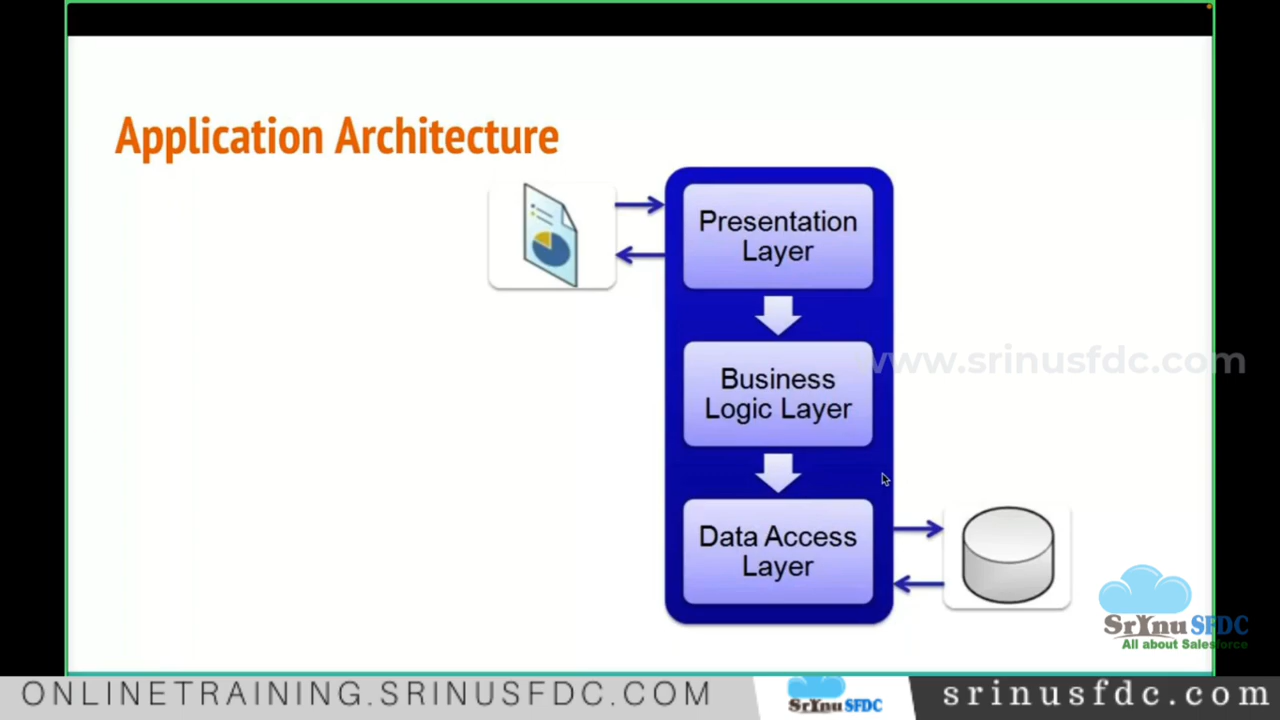 Application Architecture
Presentation
Layer
Business
Logic Layer
www.srinusfdc.com
Data Access
Layer
SrYnu SFDC
All about Salesforce
ONLINETRAINING.SRINUSFDC.COM
SrYnu SFDC
srinusfdc.com